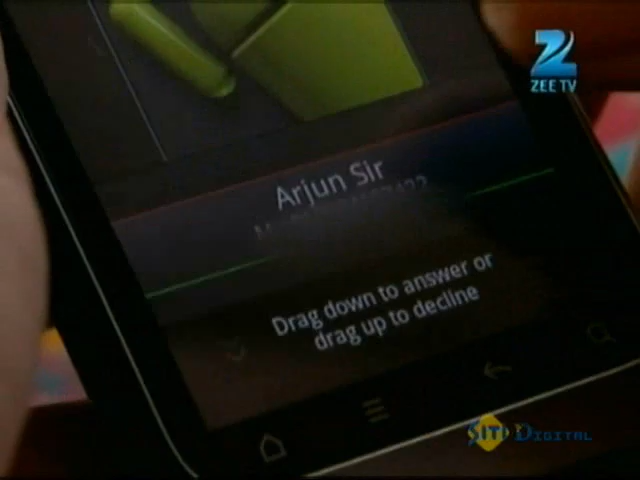 ZEE TV
Arjun Sir
Drag down to answer or
drag up to decline
SITI DIGITAL